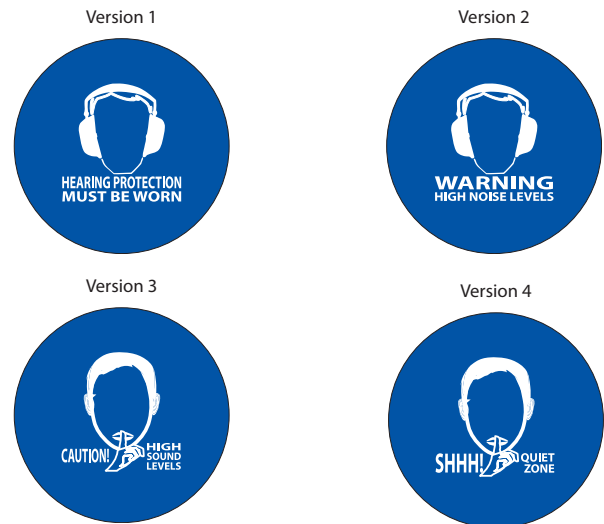 Version 1
HEARING PROTECTION
MUST BE WORN
Version 2
WARNING
HIGH NOISE LEVELS
Version 3
CAUTION!
HIGH
SOUND
LEVELS
Version 4
SHHH!
QUIET
ZONE